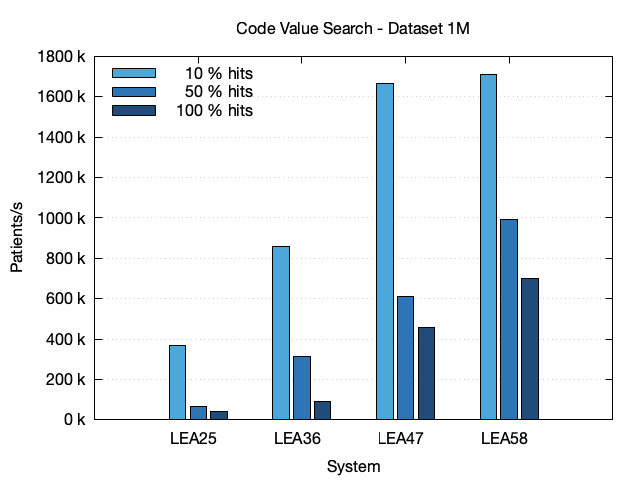 Code Value Search - Dataset 1M
1800 k
1600 k
1400 k
1200 k
1000 k
800 k
600 k
400 k
200 k
0 k
Patients/s
10 % hits
50 % hits
100 % hits
LEA25 LEA36 LEA47 LEA58
System